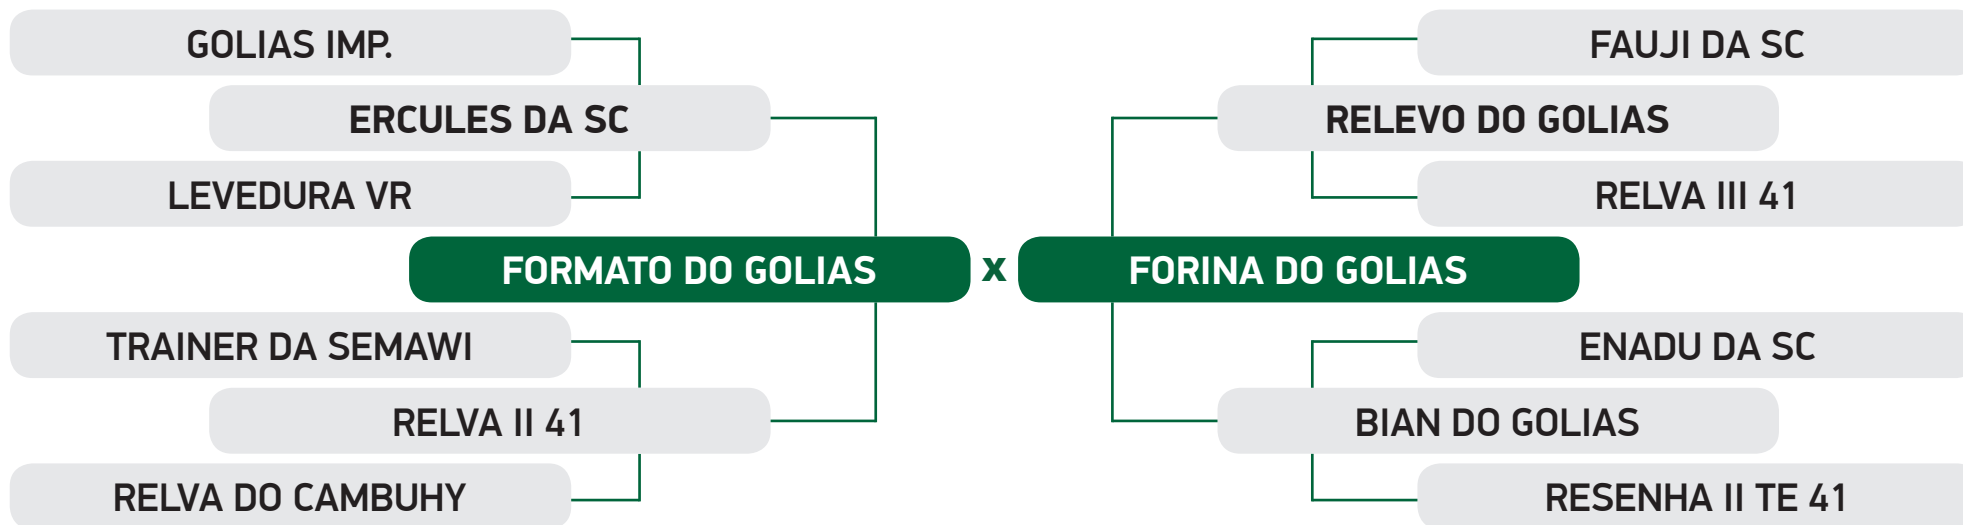 GOLIAS IMP.
FAUJI DA SC
ERCULES DA SC
RELEVO DO GOLIAS
LEVEDURA VR
RELVA III 41
FORMATO DO GOLIAS
x
FORINA DO GOLIAS
TRAINER DA SEMAWI
ENADU DA SC
RELVA II 41
BIAN DO GOLIAS
RELVA DO CAMBUHY
RESENHA II TE 41